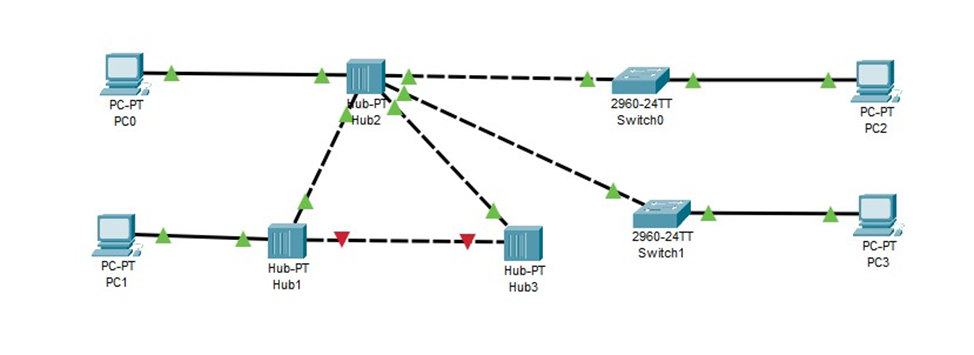 PC-PT
PC0
Hub-PT
Hub2
2960-24TT
Switch0
PC-PT
PC2
PC-PT
PC1
Hub-PT
Hub1
Hub-PT
Hub3
2960-24TT
Switch1
PC-PT
PC3